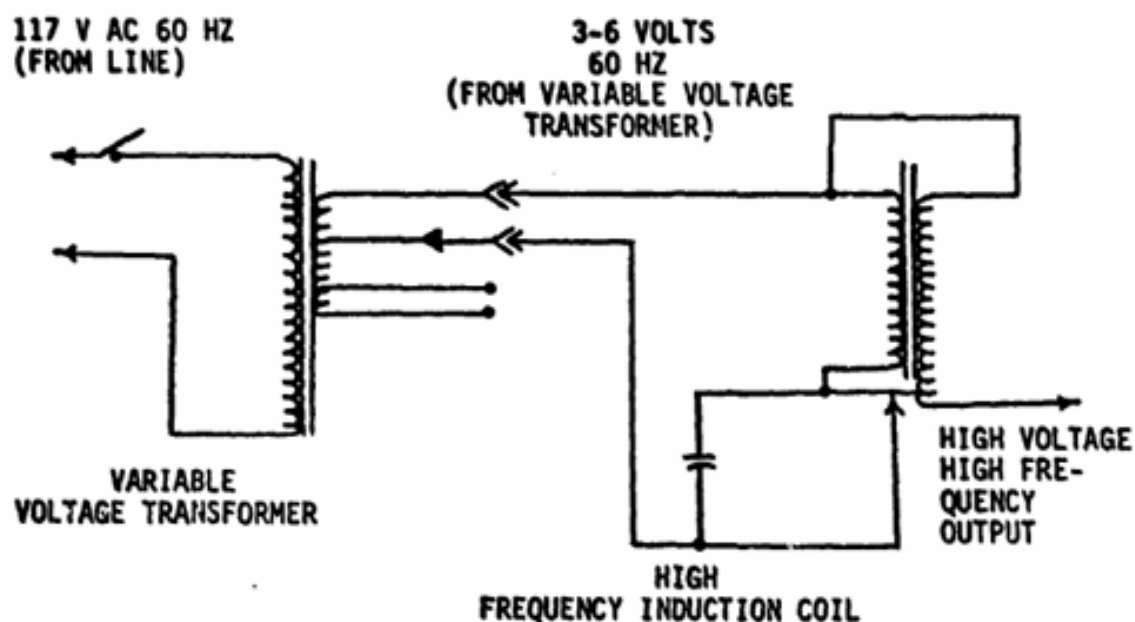 117 V AC 60 HZ
(FROM LINE)
3-6 VOLTS
60 HZ
(FROM VARIABLE VOLTAGE
TRANSFORMER)
VARIABLE
VOLTAGE TRANSFORMER
HIGH VOLTAGE
HIGH FRE-
QUENCY
OUTPUT
HIGH
FREQUENCY INDUCTION COIL